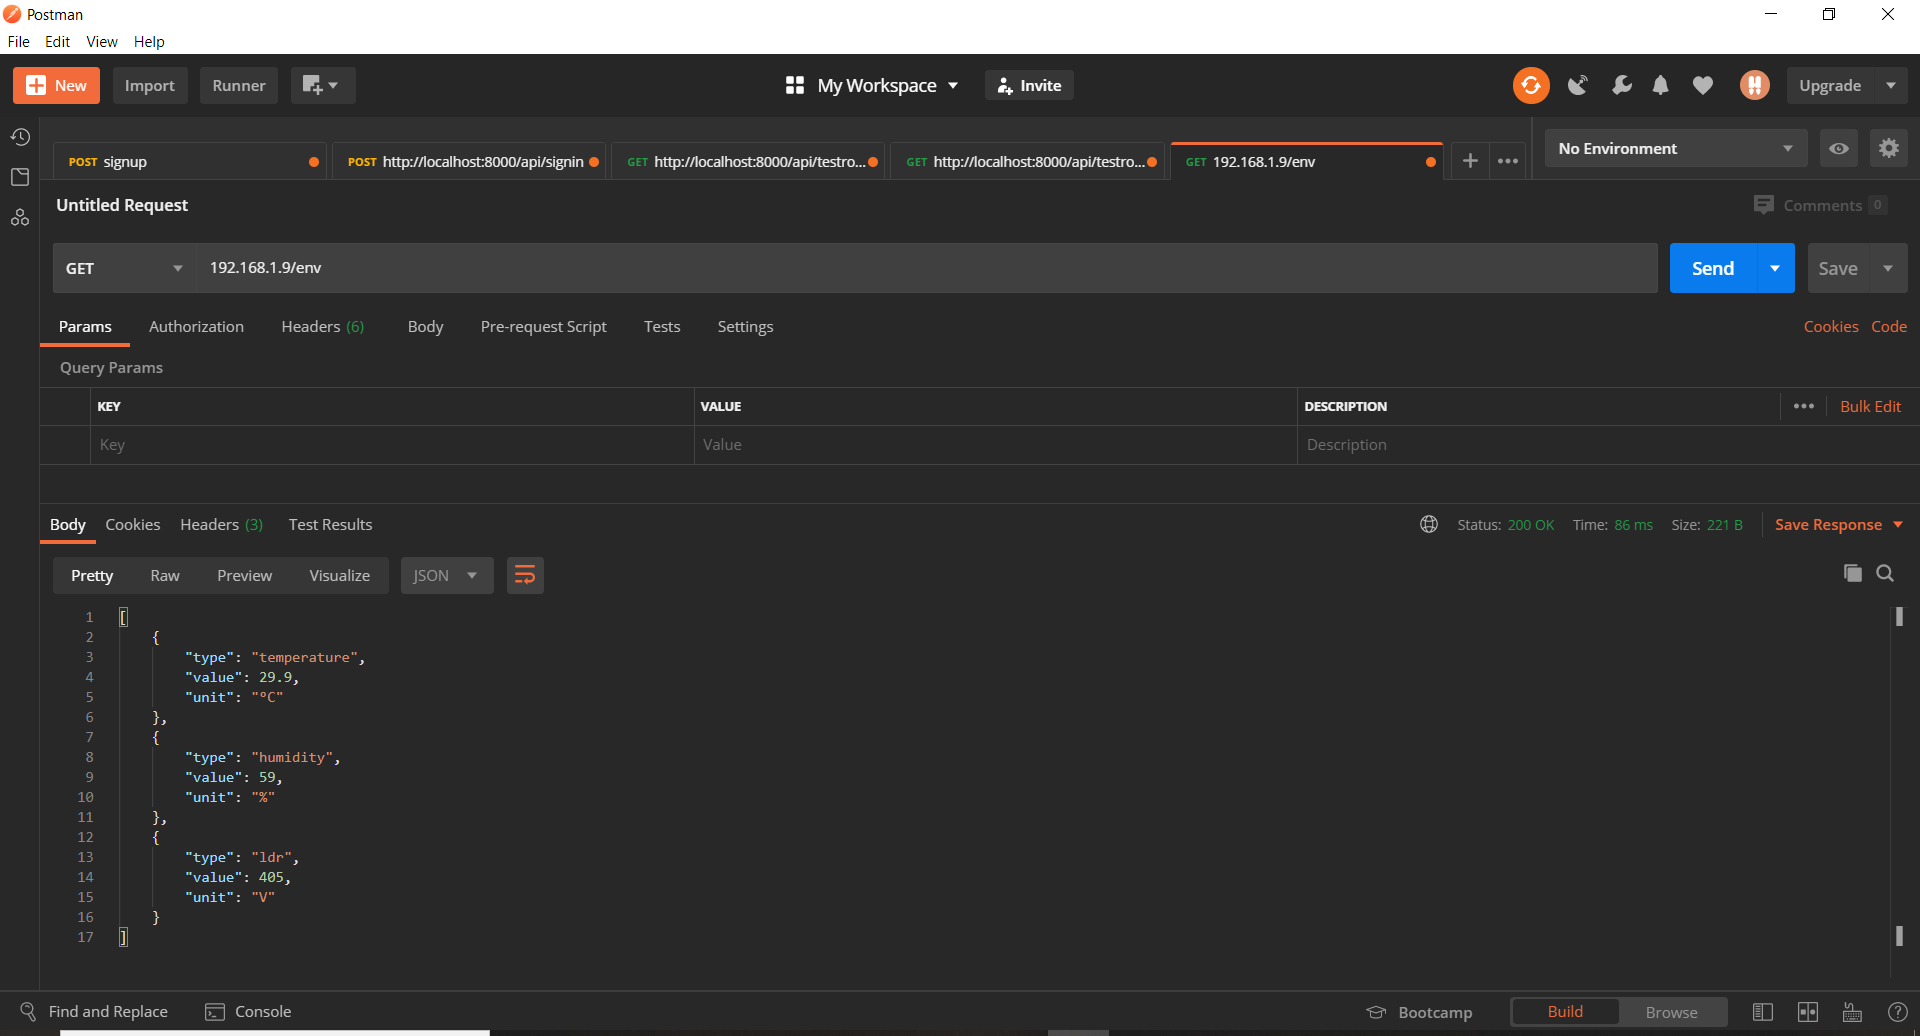 Postman
File Edit View Help
New Import Runner My Workspace Invite Upgrade
POST signup POST http://localhost:8000/api/signin GET http://localhost:8000/api/testro... GET http://localhost:8000/api/testro... GET 192.168.1.9/env No Environment
Untitled Request Comments 0
GET 192.168.1.9/env Send Save
Params Authorization Headers (6) Body Pre-request Script Tests Settings Cookies Code
Query Params
KEY VALUE DESCRIPTION Bulk Edit
Key Value Description
Body Cookies Headers (3) Test Results Status: 200 OK Time: 86 ms Size: 221 B Save Response
Pretty Raw Preview Visualize JSON
1 [
2 {
3 "type": "temperature",
4 "value": 29.9,
5 "unit": "ºC"
6 },
7 {
8 "type": "humidity",
9 "value": 59,
10 "unit": "%"
11 },
12 {
13 "type": "ldr",
14 "value": 405,
15 "unit": "V"
16 }
17 ]
Find and Replace Console Bootcamp Build Browse